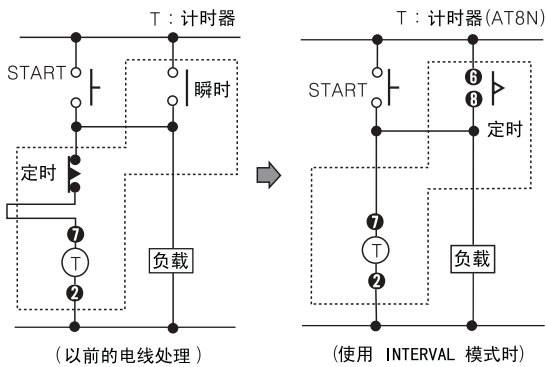 T : 计时器
START
瞬时
定时
7
T
2
负载
(以前的电线处理)
T : 计时器(AT8N)
START
6
8
定时
7
T
2
负载
(使用 INTERVAL 模式时)